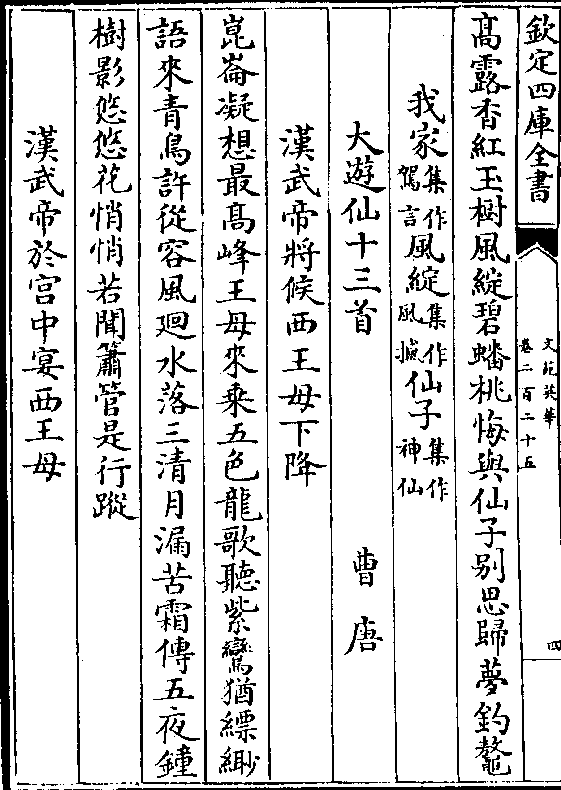 欽定四庫全書
文苑英華
卷二百二十五
四
髙露杏紅玉樹風綻碧蟠桃悔與仙子别思歸夢釣鼇
我家集作駕言風綻集作風撼仙子集作神仙
大遊仙十三首
曹唐
漢武帝將候西王母下降
崑崙凝想最髙峰王母來乗五色龍歌聽紫鸞猶縹緲
語來青鳥許從容風廻水落三清月漏苦霜傳五夜鍾
樹影悠悠花悄悄若聞簫管是行蹤
漢武帝於宫中宴西王母